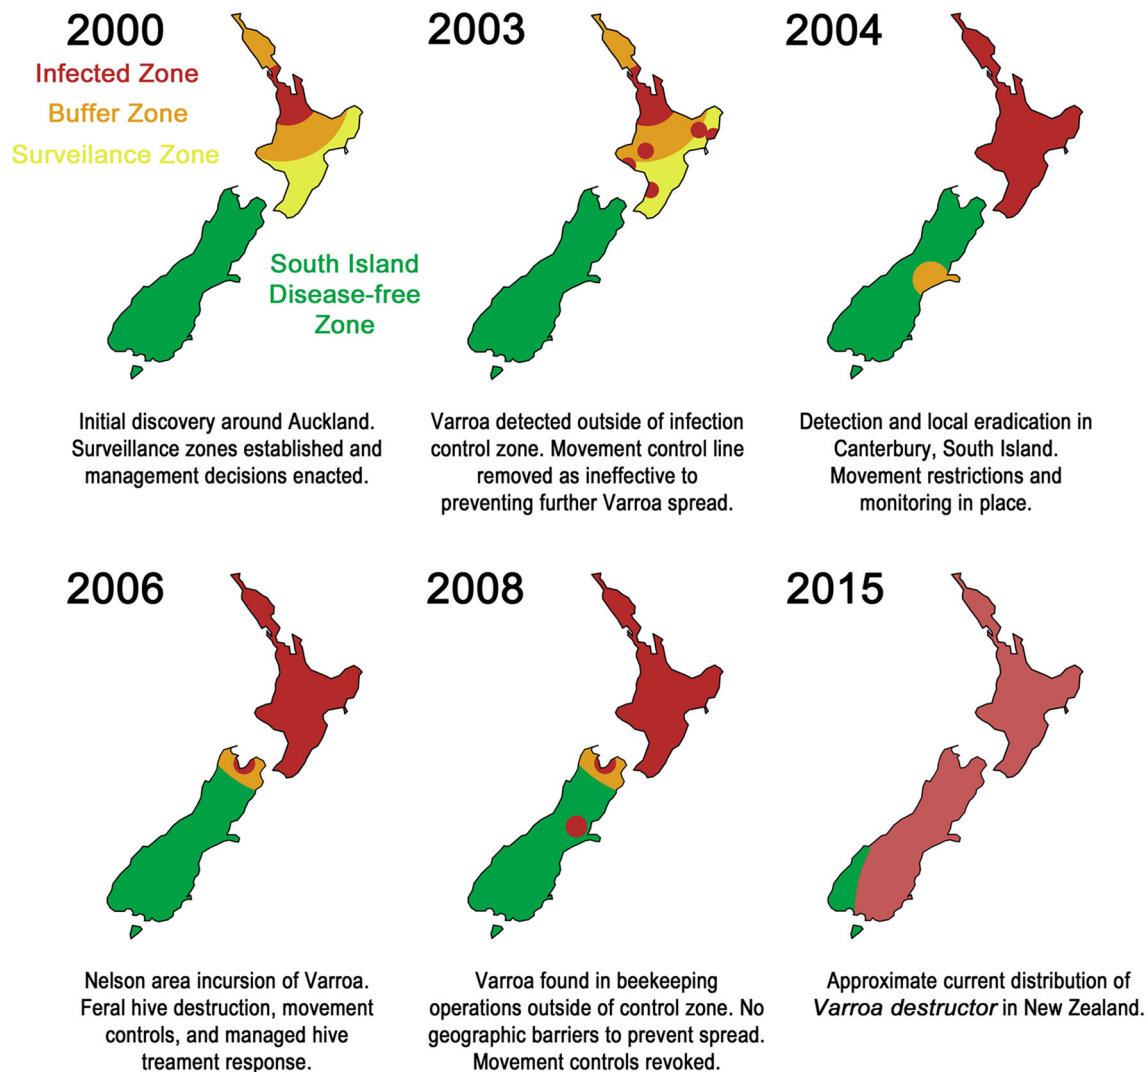 2000
Infected Zone
Buffer Zone
Surveilance Zone
South Island
Disease-free
Zone
Initial discovery around Auckland.
Surveillance zones established and
management decisions enacted.
2003
Varroa detected outside of infection
control zone. Movement control line
removed as ineffective to
preventing further Varroa spread.
2004
Detection and local eradication in
Canterbury, South Island.
Movement restrictions and
monitoring in place.
2006
Nelson area incursion of Varroa.
Feral hive destruction, movement
controls, and managed hive
treament response.
2008
Varroa found in beekeeping
operations outside of control zone. No
geographic barriers to prevent spread.
Movement controls revoked.
2015
Approximate current distribution of
Varroa destructor in New Zealand.